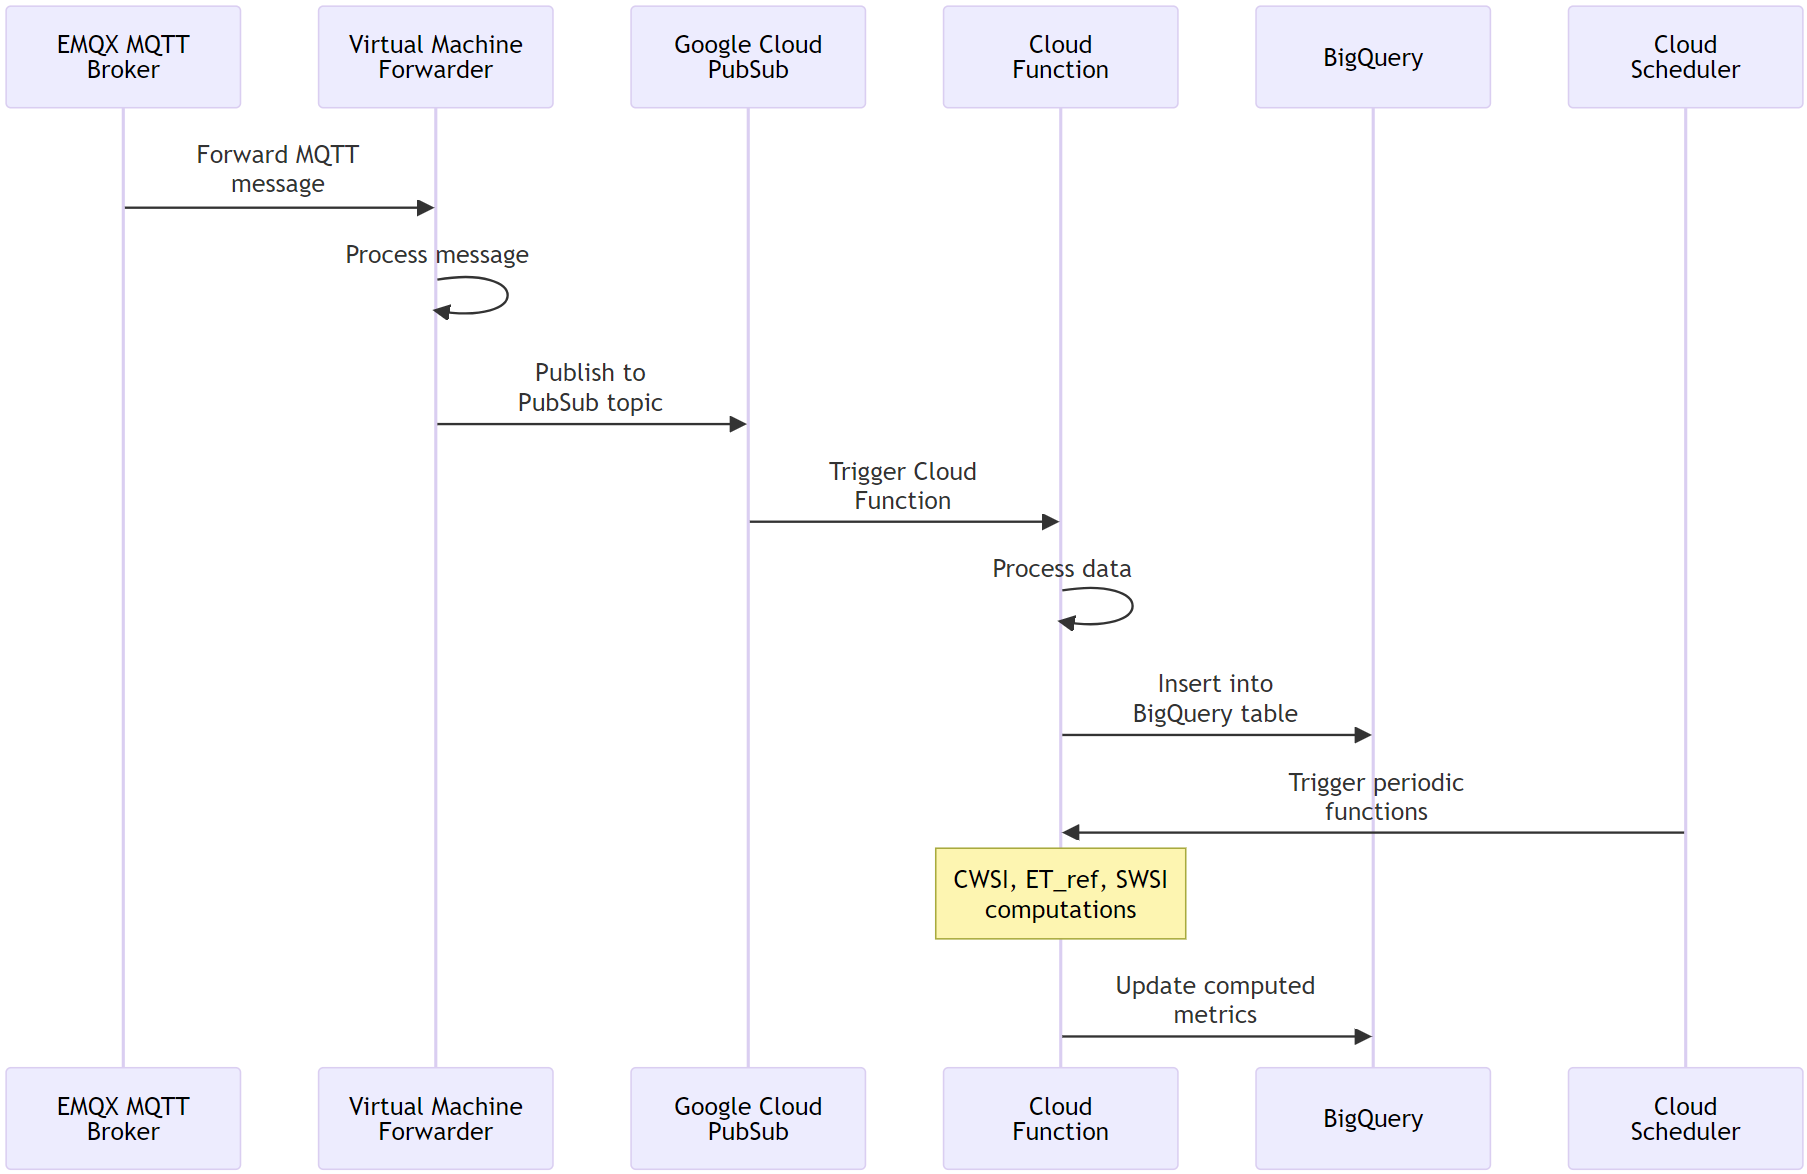 EMQX MQTT
Broker
Virtual Machine
Forwarder
Google Cloud
PubSub
Cloud
Function
BigQuery
Cloud
Scheduler
Forward MQTT
message
Process message
Publish to
PubSub topic
Trigger Cloud
Function
Process data
Insert into
BigQuery table
Trigger periodic
functions
CWSI, ET_ref, SWSI
computations
Update computed
metrics
EMQX MQTT
Broker
Virtual Machine
Forwarder
Google Cloud
PubSub
Cloud
Function
BigQuery
Cloud
Scheduler